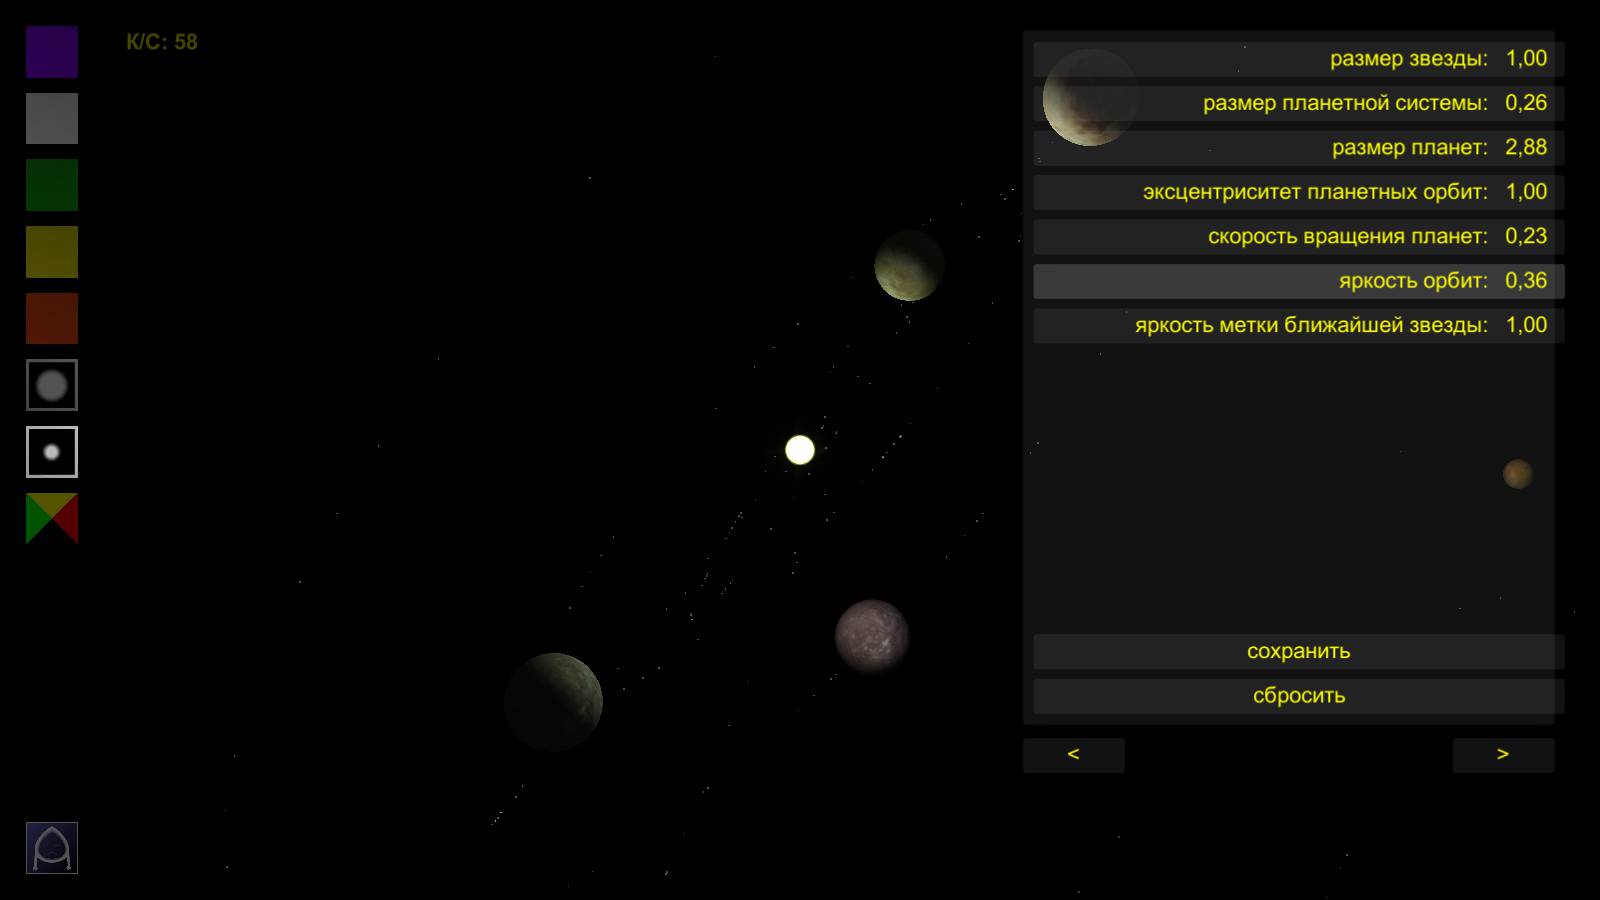 К/С: 58
размер звезды: 1,00
размер планетной системы: 0,26
размер планет: 2,88
эксцентриситет планетных орбит: 1,00
скорость вращения планет: 0,23
яркость орбит: 0,36
яркость метки ближайшей звезды: 1,00
сохранить
сбросить
< >